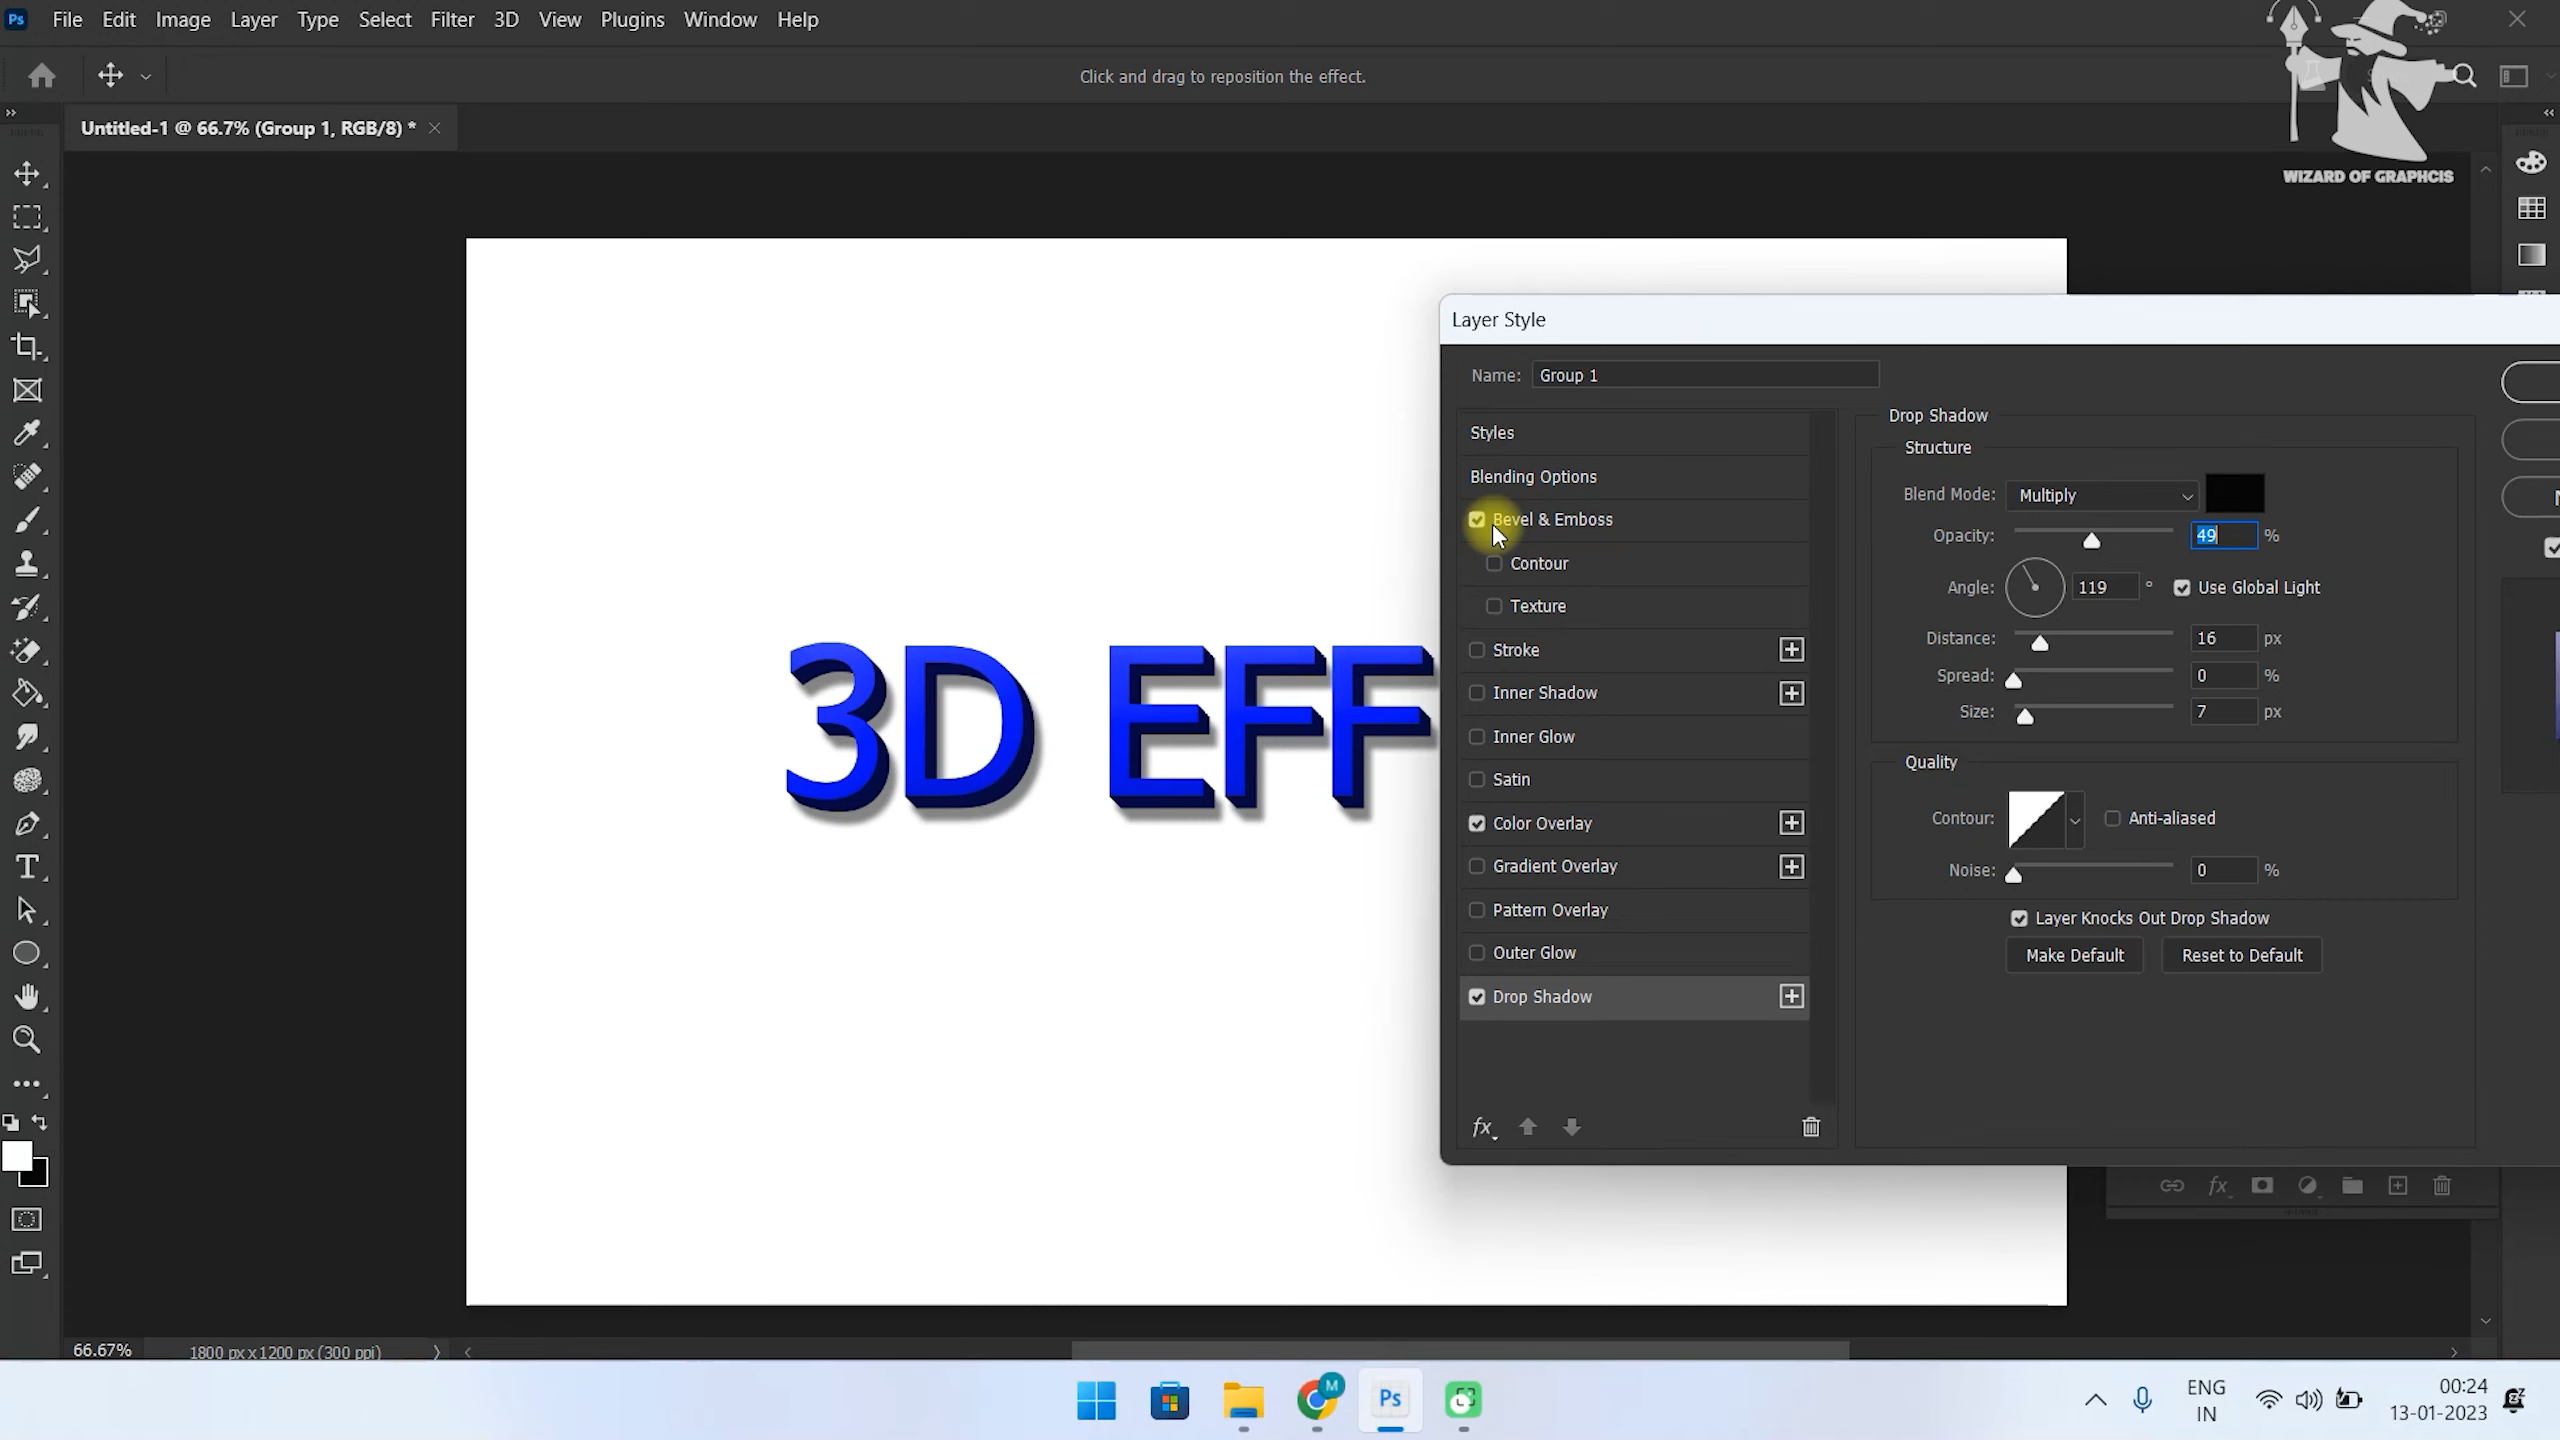 Ps File Edit Image Layer Type Select Filter 3D View Plugins Window Help
Click and drag to reposition the effect.
WIZARD OF GRAPHCIS
Untitled-1 @ 66.7% (Group 1, RGB/8) *
Layer Style
Name: Group 1
Styles
Blending Options
Bevel & Emboss
Contour
Texture
Stroke
Inner Shadow
Inner Glow
Satin
Color Overlay
Gradient Overlay
Pattern Overlay
Outer Glow
Drop Shadow
fx
Drop Shadow
Structure
Blend Mode: Multiply
Opacity: 49 %
Angle: 119 ° Use Global Light
Distance: 16 px
Spread: 0 %
Size: 7 px
Quality
Contour: Anti-aliased
Noise: 0 %
Layer Knocks Out Drop Shadow
Make Default Reset to Default
3D EFF
fx
66.67% 1800 px x 1200 px (300 ppi)
M
Ps
ENG
IN
00:24
13-01-2023